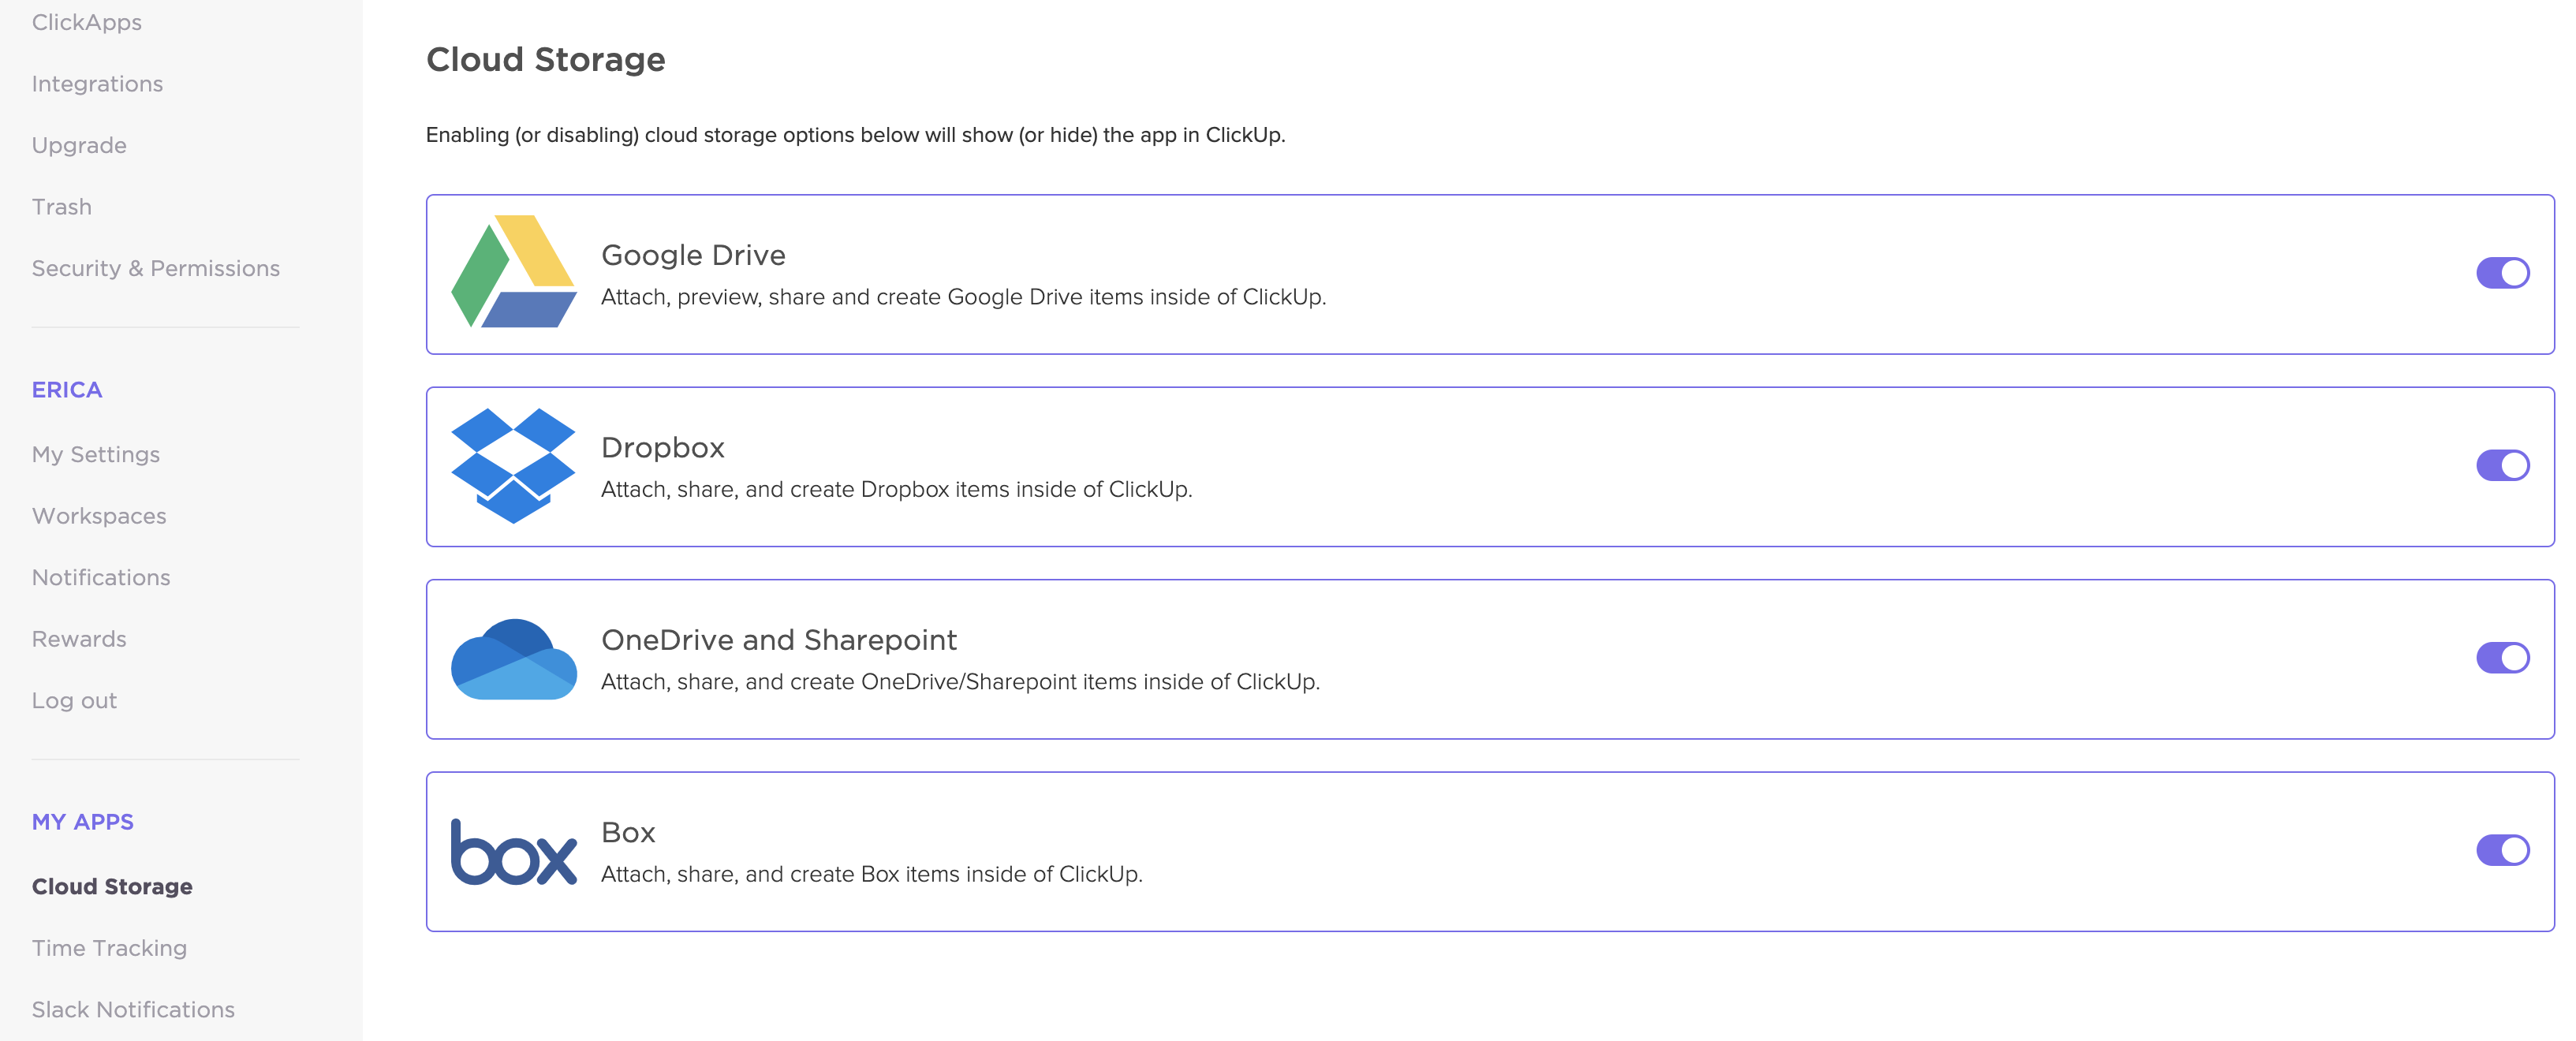 ClickApps
Integrations
Upgrade
Trash
Security & Permissions
ERICA
My Settings
Workspaces
Notifications
Rewards
Log out
MY APPS
Cloud Storage
Time Tracking
Slack Notifications
Cloud Storage
Enabling (or disabling) cloud storage options below will show (or hide) the app in ClickUp.
Google Drive
Attach, preview, share and create Google Drive items inside of ClickUp.
Dropbox
Attach, share, and create Dropbox items inside of ClickUp.
OneDrive and Sharepoint
Attach, share, and create OneDrive/Sharepoint items inside of ClickUp.
box
Box
Attach, share, and create Box items inside of ClickUp.